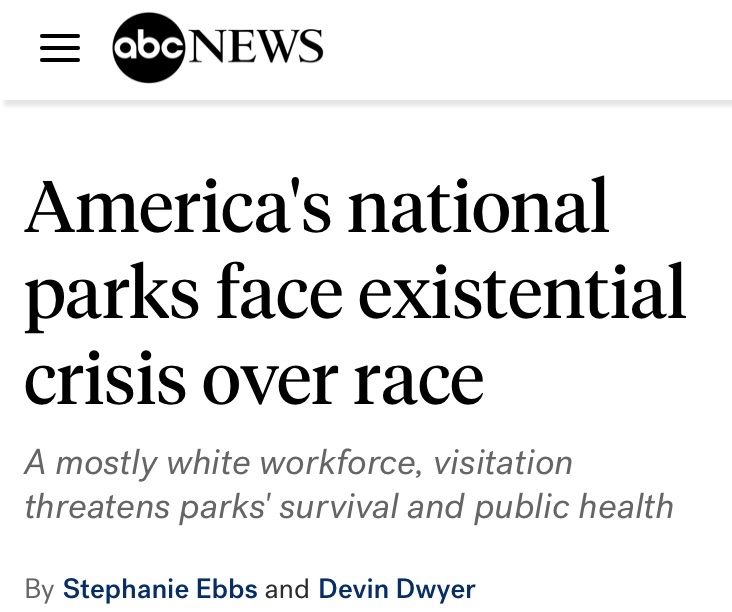 abc NEWS
America's national
parks face existential
crisis over race
A mostly white workforce, visitation
threatens parks' survival and public health
By Stephanie Ebbs and Devin Dwyer